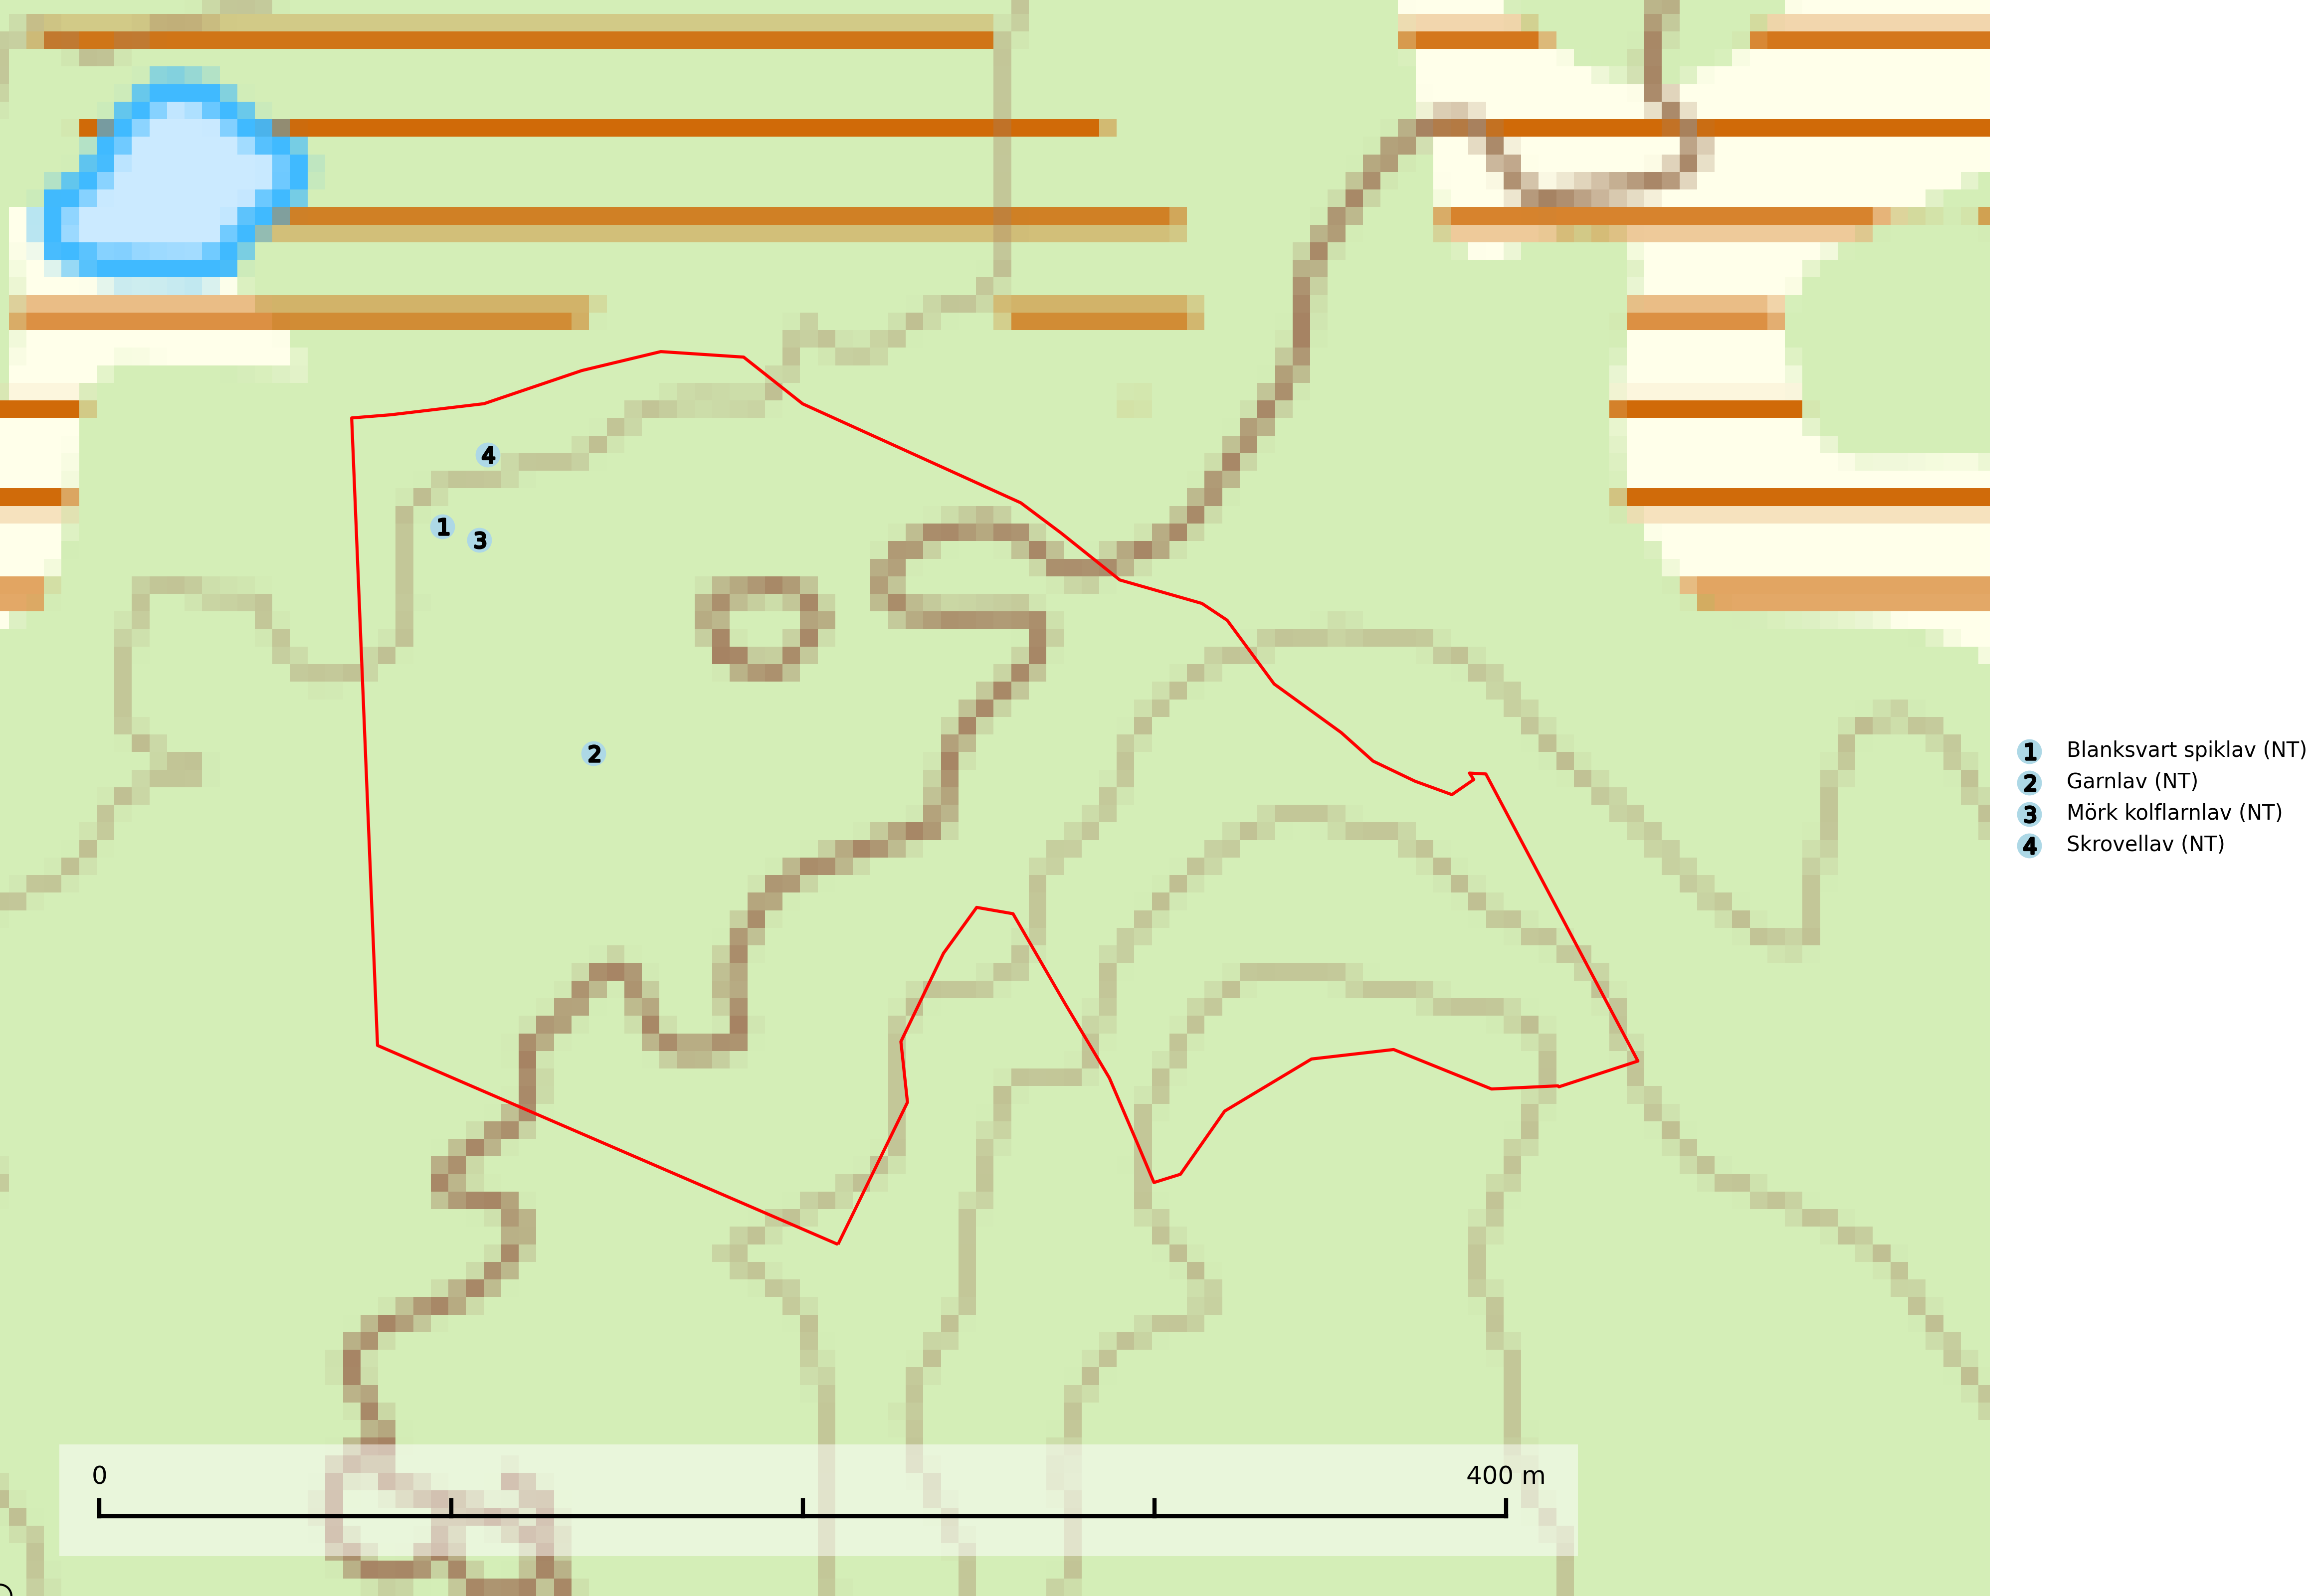 4
1
3
2
1 Blanksvart spiklav (NT)
2 Garnlav (NT)
3 Mörk kolflarnlav (NT)
4 Skrovellav (NT)
0 400 m